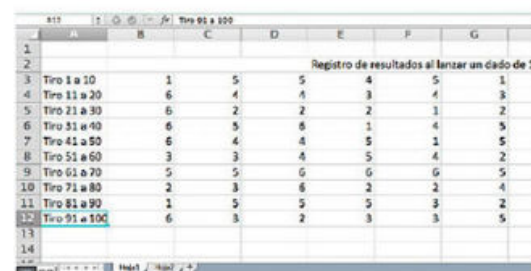 Tiro 91 a 100
A B C D E F G
1
2 Registro de resultados al lanzar un dado de
3 Tiro 1 a 10 1 5 5 4 5 1
4 Tiro 11 a 20 6 4 4 3 4 3
5 Tiro 21 a 30 6 2 2 2 1 2
6 Tiro 31 a 40 6 5 6 1 4 5
7 Tiro 41 a 50 6 4 4 5 1 5
8 Tiro 51 a 60 3 3 4 5 4 2
9 Tiro 61 a 70 5 5 6 6 6 5
10 Tiro 71 a 80 2 3 6 2 2 4
11 Tiro 81 a 90 1 5 5 5 3 2
12 Tiro 91 a 100 6 3 2 3 3 5
13
14
Hoja1 Hoja2